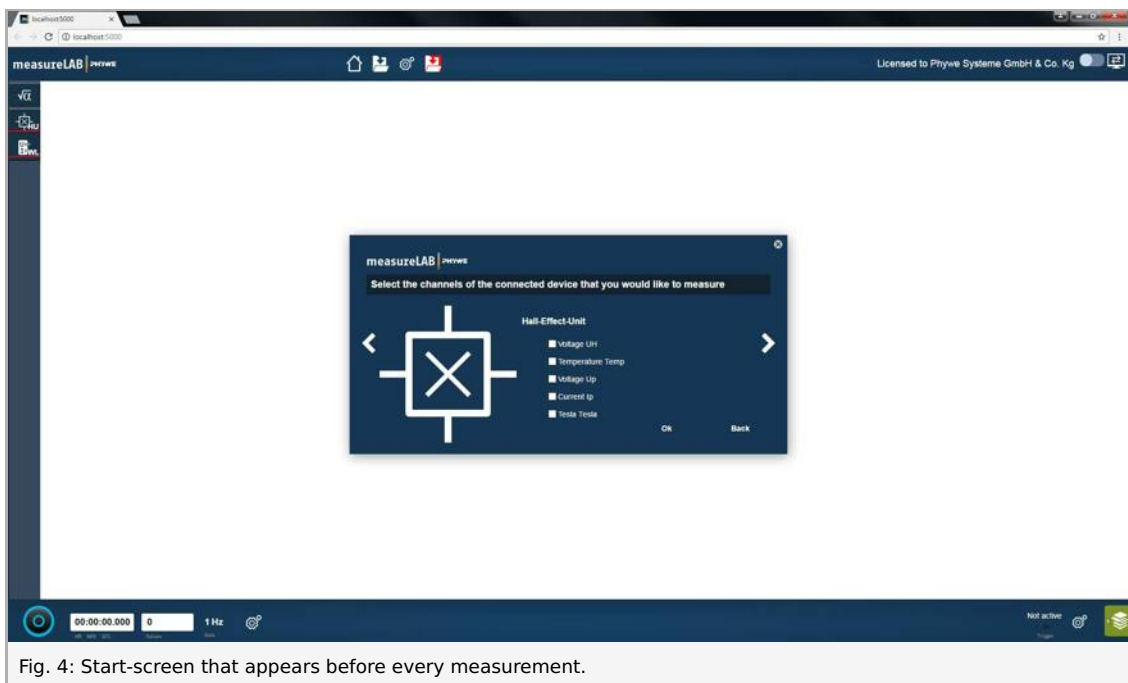 localhost:5000
localhost:5000
measureLAB PHYWE
Licensed to Phywe Systeme GmbH & Co. Kg
√α
HU
WL
measureLAB PHYWE
Select the channels of the connected device that you would like to measure
Hall-Effect-Unit
Voltage UH
Temperature Temp
Voltage Up
Current Ip
Tesla Tesla
Ok Back
00:00:00.000 0 1 Hz
Not active
Trigger
Fig. 4: Start-screen that appears before every measurement.